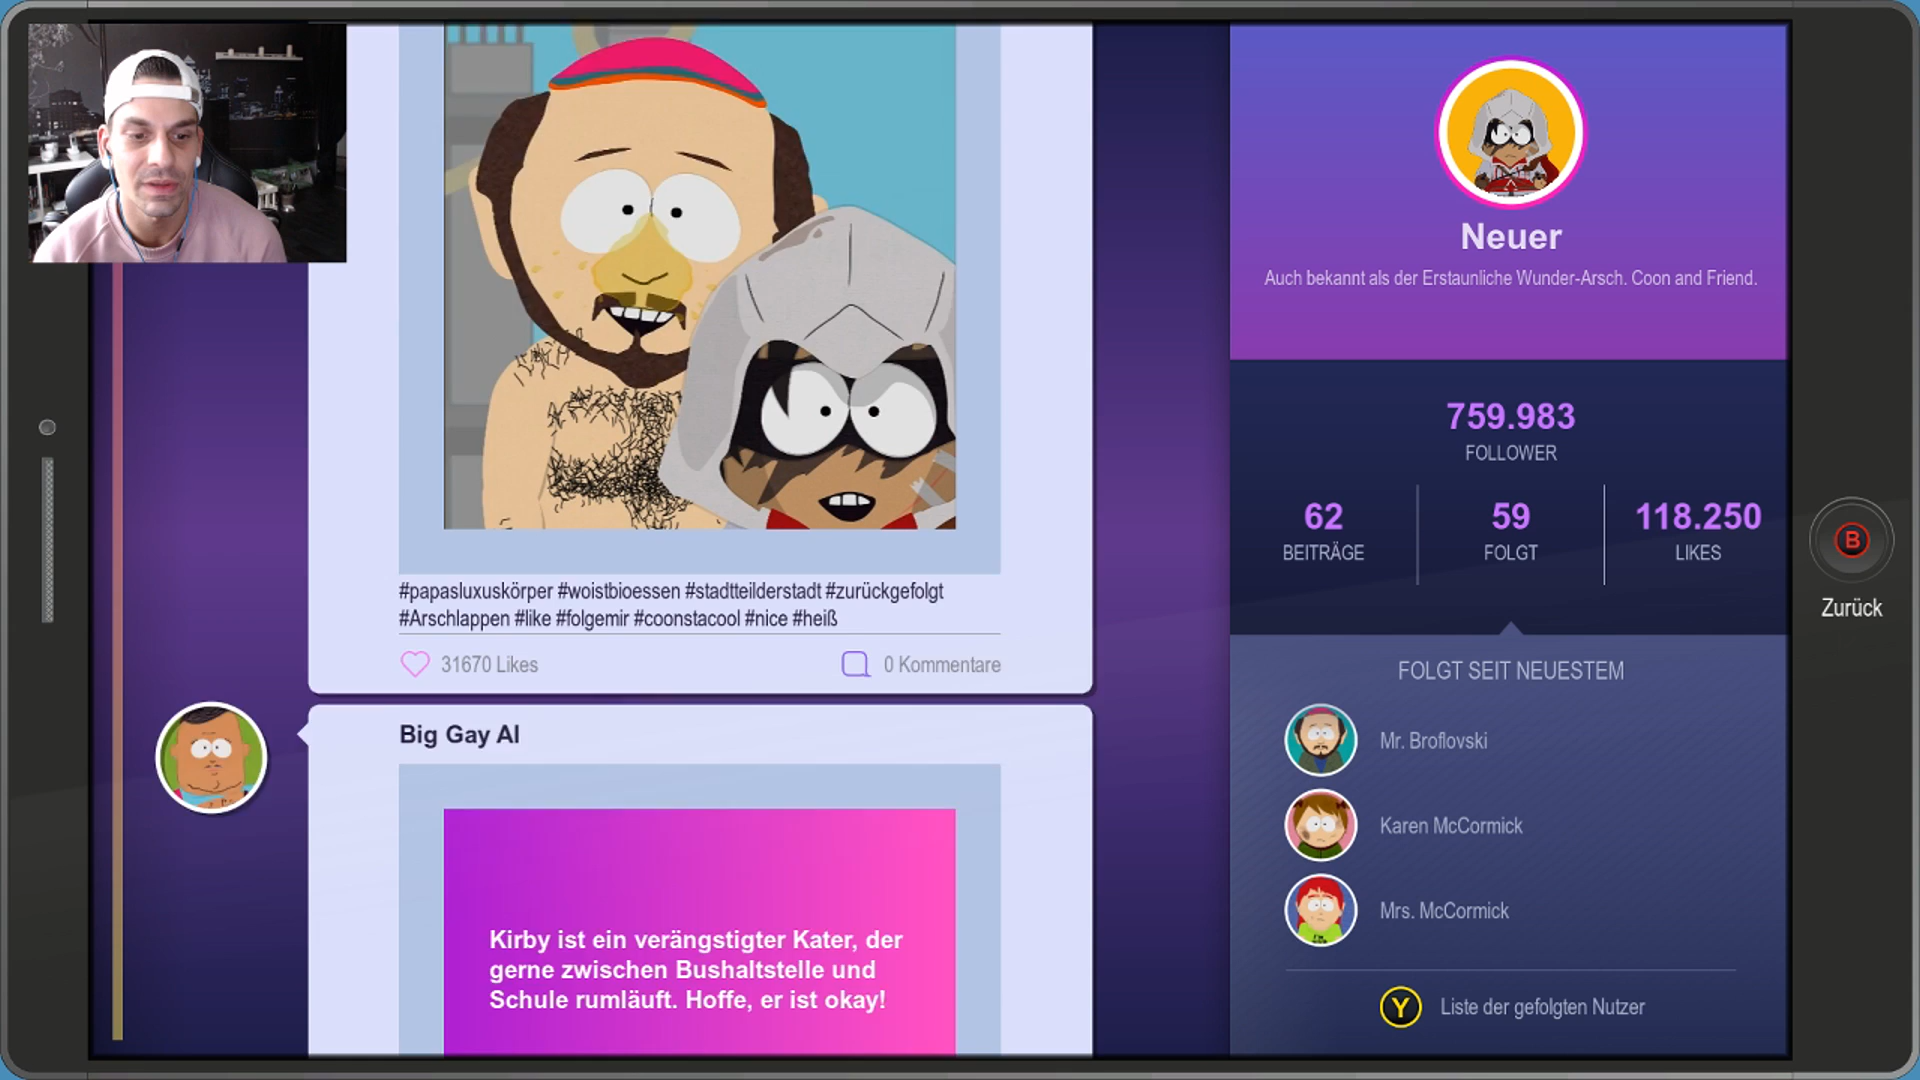 #papasluxuskörper #woistbioessen #stadtteilderstadt #zurückgefolgt
#Arschlappen #like #folgemir #coonstacool #nice #heiß
31670 Likes
0 Kommentare
Big Gay Al
Kirby ist ein verängstigter Kater, der
gerne zwischen Bushaltstelle und
Schule rumläuft. Hoffe, er ist okay!
Neuer
Auch bekannt als der Erstaunliche Wunder-Arsch. Coon and Friend.
759.983
FOLLOWER
62
BEITRÄGE
59
FOLGT
118.250
LIKES
FOLGT SEIT NEUESTEM
Mr. Broflovski
Karen McCormick
Mrs. McCormick
Y Liste der gefolgten Nutzer
B
Zurück